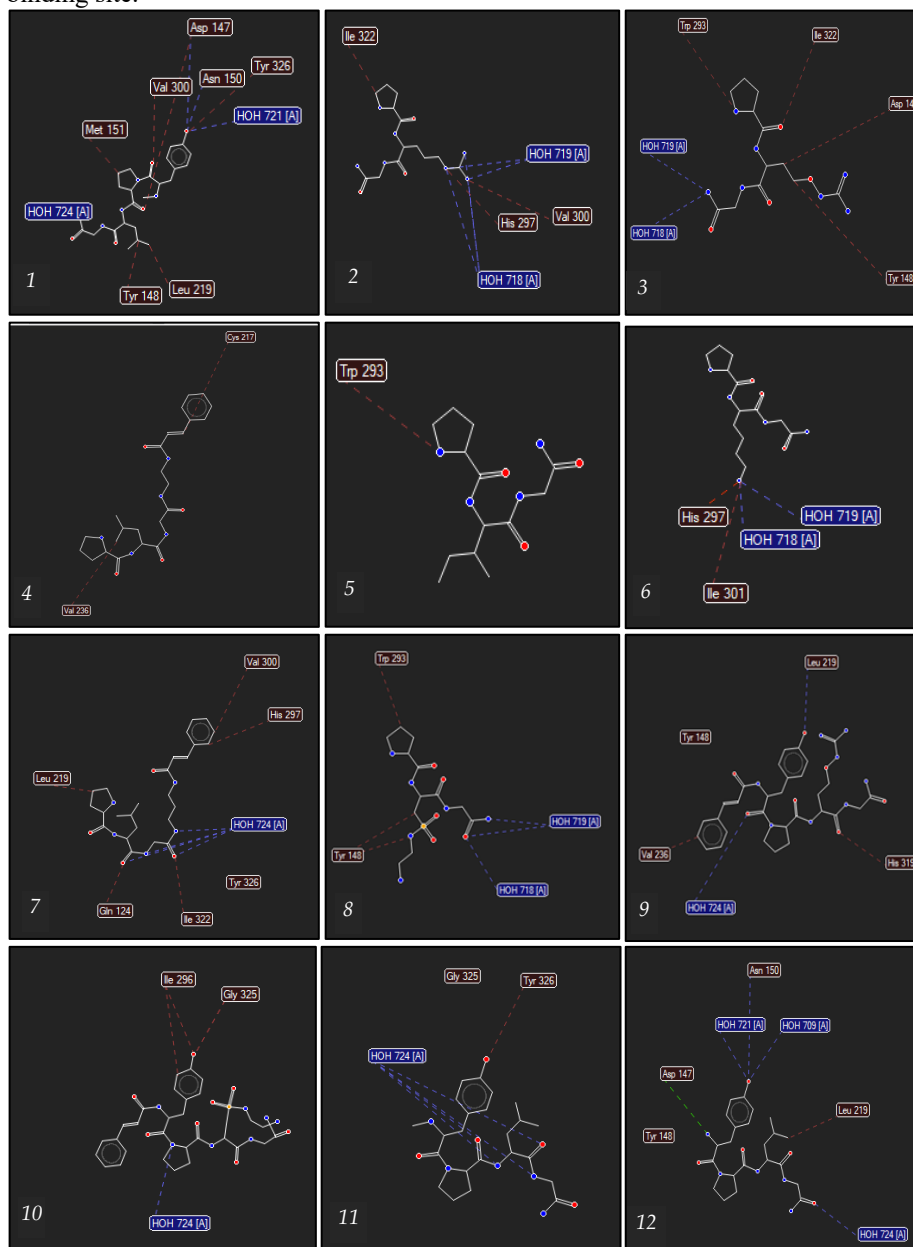 binding site.
Asp 147
Tyr 326
Asn 150
Val 300
HOH 721 [A]
Met 151
HOH 724 [A]
Leu 219
Tyr 148
1
Ile 322
HOH 719 [A]
Val 300
His 297
HOH 718 [A]
2
Trp 293
Ile 322
Asp 14
HOH 719 [A]
HOH 718 [A]
Tyr 148
3
Cys 217
Val 236
4
Trp 293
5
His 297
HOH 719 [A]
HOH 718 [A]
Ile 301
6
Val 300
His 297
Leu 219
HOH 724 [A]
Tyr 326
Gln 124
Ile 322
7
Trp 293
HOH 719 [A]
Tyr 148
HOH 718 [A]
8
Leu 219
Tyr 148
Val 236
His 319
HOH 724 [A]
9
Ile 296
Gly 325
HOH 724 [A]
10
Gly 325
Tyr 326
HOH 724 [A]
11
Asn 150
HOH 721 [A]
HOH 709 [A]
Asp 147
Leu 219
Tyr 148
HOH 724 [A]
12